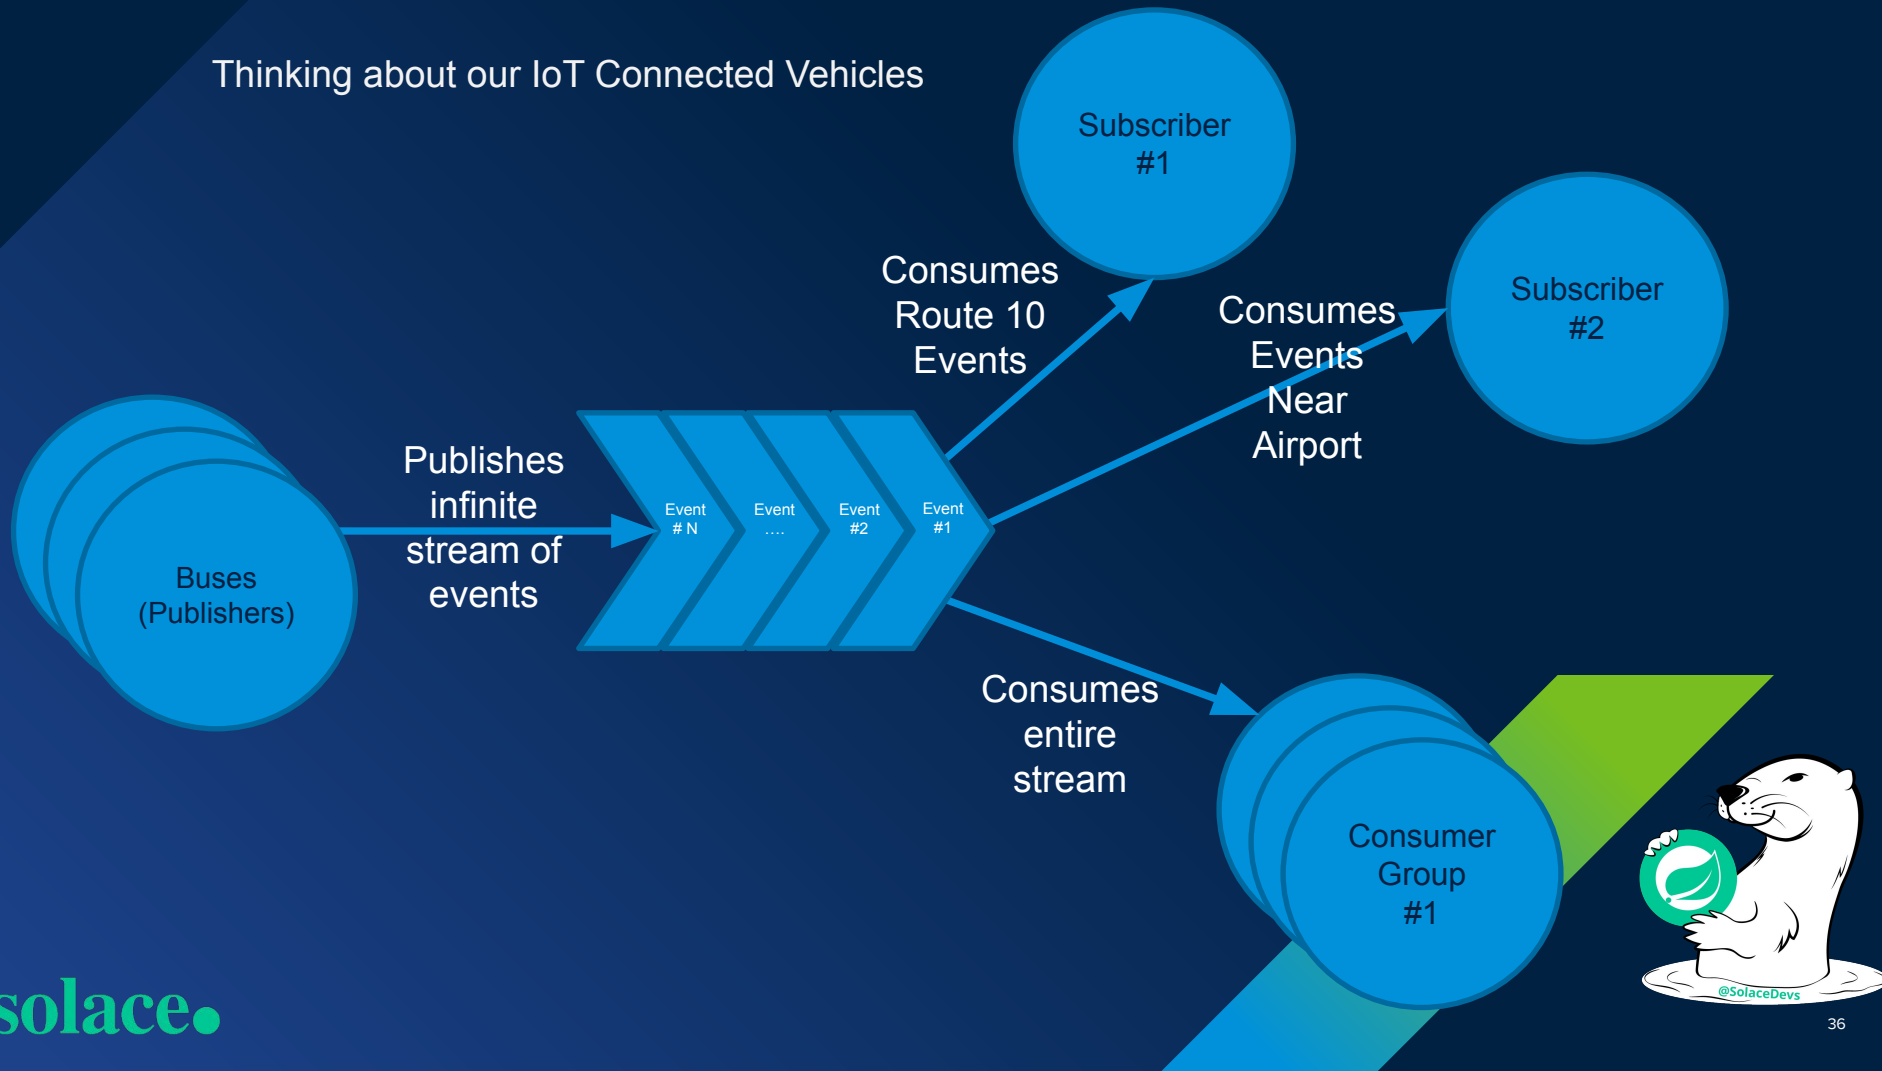 Thinking about our IoT Connected Vehicles
Subscriber
#1
Subscriber
#2
Consumes
Route 10
Events
Consumes
Events
Near
Airport
Publishes
infinite
stream of
events
Buses
(Publishers)
Event
# N
Event
....
Event
#2
Event
#1
Consumes
entire
stream
Consumer
Group
#1
@SolaceDevs
solace
36